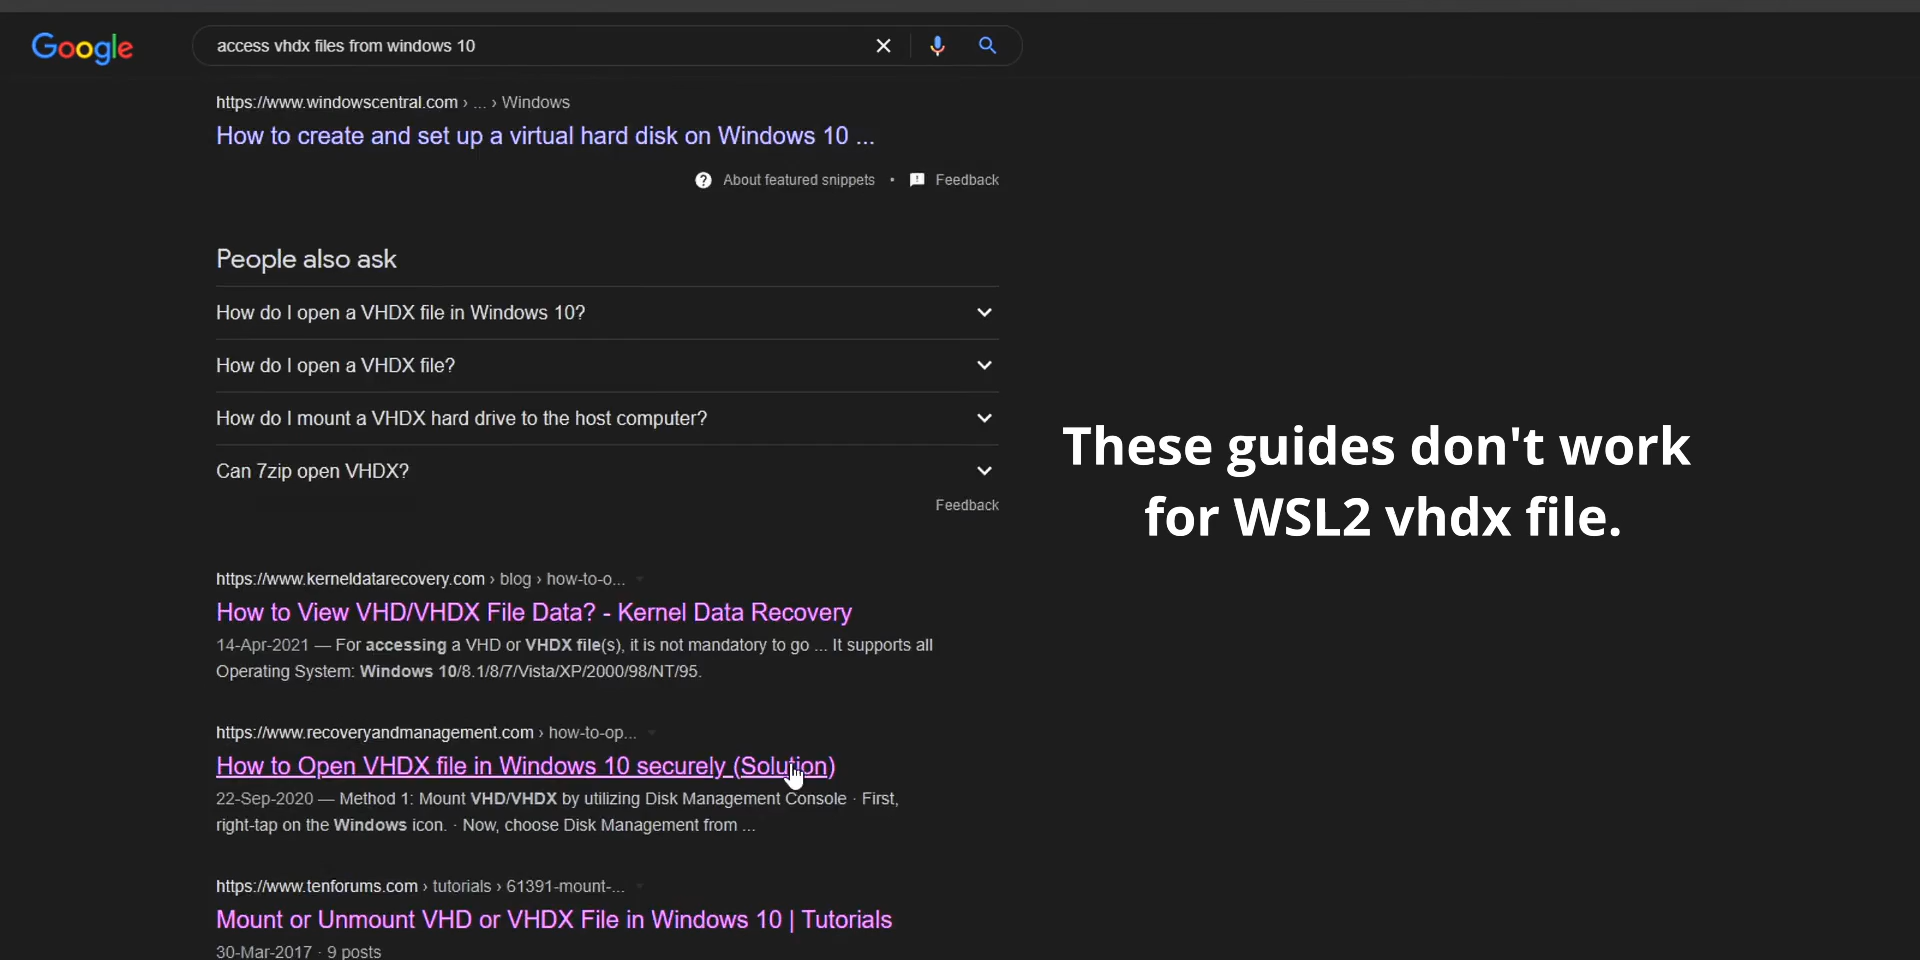 Google
access vhdx files from windows 10
https://www.windowscentral.com › ... › Windows
How to create and set up a virtual hard disk on Windows 10 ...
About featured snippets • Feedback
People also ask
How do I open a VHDX file in Windows 10?
How do I open a VHDX file?
How do I mount a VHDX hard drive to the host computer?
Can 7zip open VHDX?
Feedback
These guides don't work
for WSL2 vhdx file.
https://www.kerneldatarecovery.com › blog › how-to-o...
How to View VHD/VHDX File Data? - Kernel Data Recovery
14-Apr-2021 — For accessing a VHD or VHDX file(s), it is not mandatory to go ... It supports all
Operating System: Windows 10/8.1/8/7/Vista/XP/2000/98/NT/95.
https://www.recoveryandmanagement.com › how-to-op...
How to Open VHDX file in Windows 10 securely (Solution)
22-Sep-2020 — Method 1: Mount VHD/VHDX by utilizing Disk Management Console · First,
right-tap on the Windows icon. · Now, choose Disk Management from ...
https://www.tenforums.com › tutorials › 61391-mount-...
Mount or Unmount VHD or VHDX File in Windows 10 | Tutorials
30-Mar-2017 · 9 posts